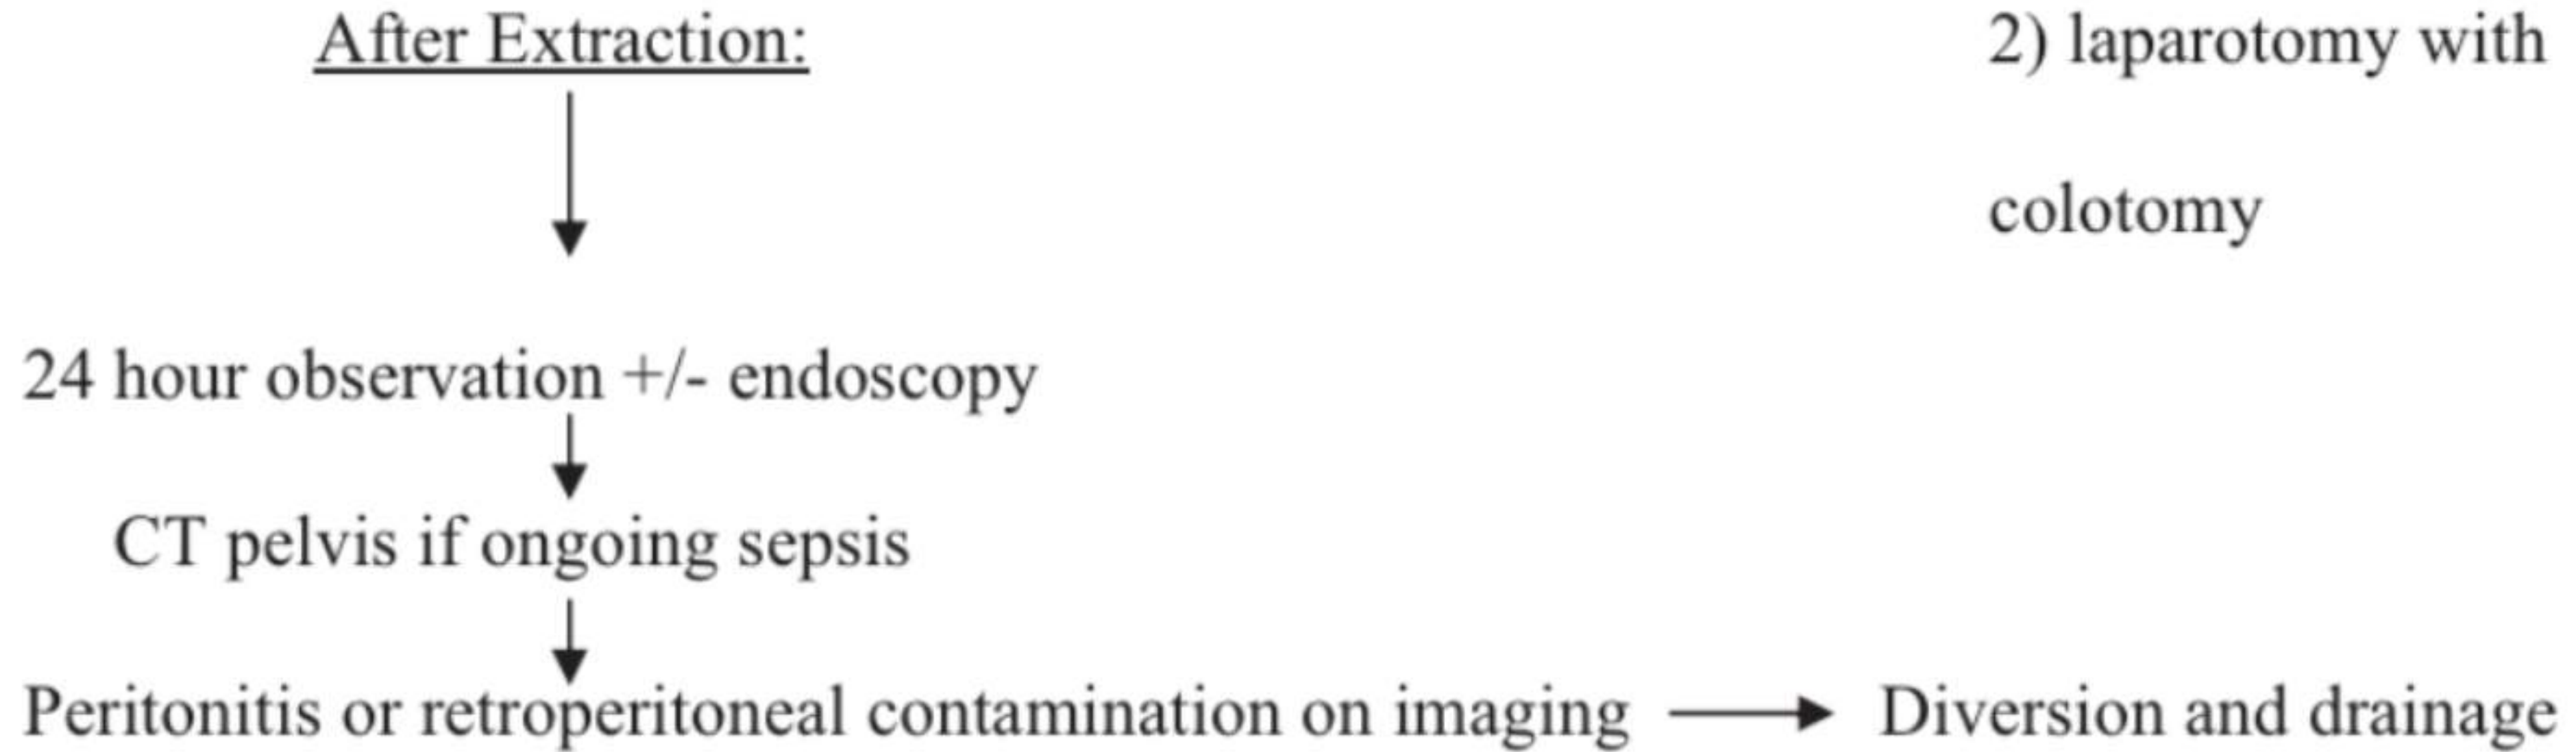 After Extraction:
2) laparotomy with
colotomy
24 hour observation +/- endoscopy
CT pelvis if ongoing sepsis
Peritonitis or retroperitoneal contamination on imaging
Diversion and drainage